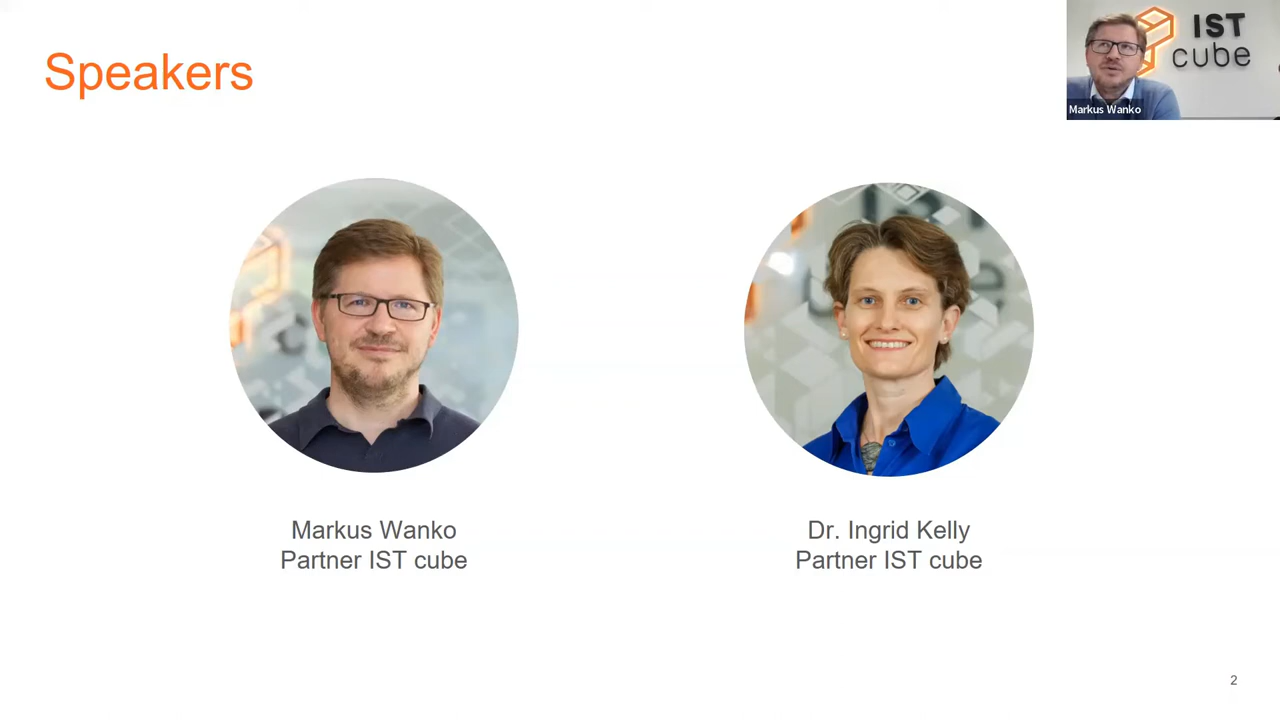 Speakers
IST
cube
Markus Wanko
Markus Wanko
Partner IST cube
Dr. Ingrid Kelly
Partner IST cube
2